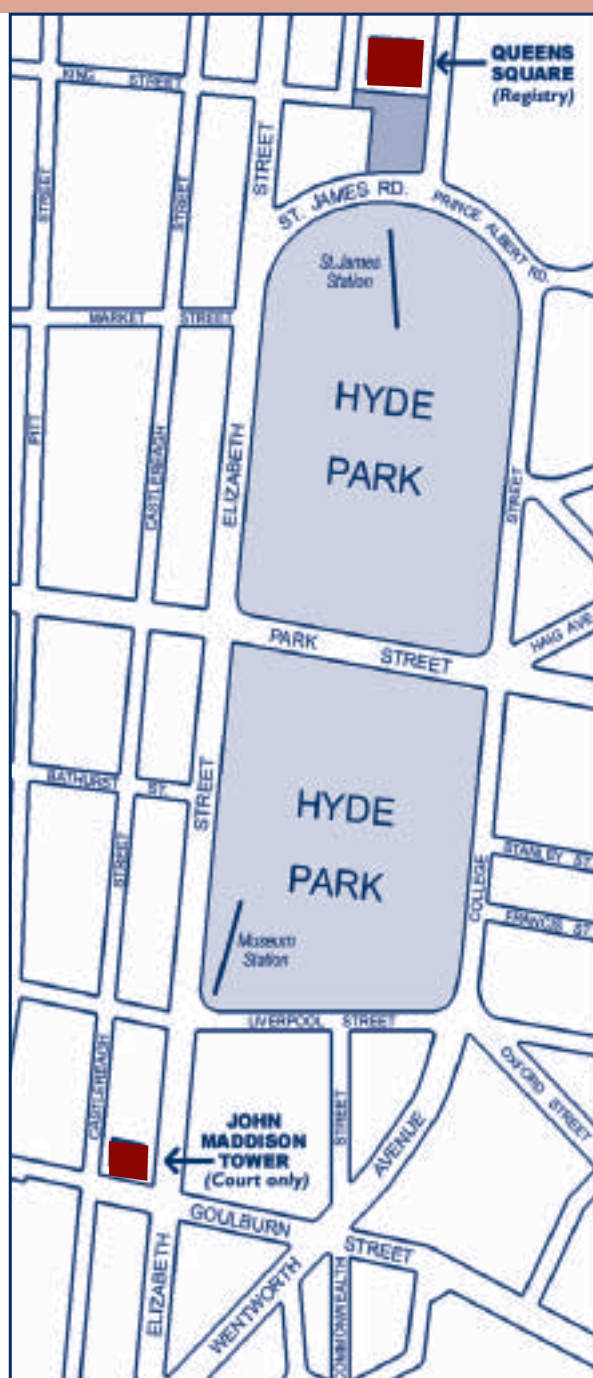 QUEENS
SQUARE
(Registry)
KING STREET
STREET
STREET
STREET
ST. JAMES RD.
PRINCE ALBERT RD.
St.James
Station
MARKET STREET
HYDE
PARK
PITT
CASTLEREAGH
ELIZABETH
STREET
HAIG AVE.
PARK STREET
BATHURST ST.
STREET
STREET
HYDE
PARK
STANLEY ST.
COLLEGE
FRANCIS ST.
Museum
Station
LIVERPOOL STREET
OXFORD STREET
CASTLEREAGH
STREET
AVENUE
JOHN
MADDISON
TOWER
(Court only)
GOULBURN STREET
ELIZABETH
WENTWORTH
COMMONWEALTH